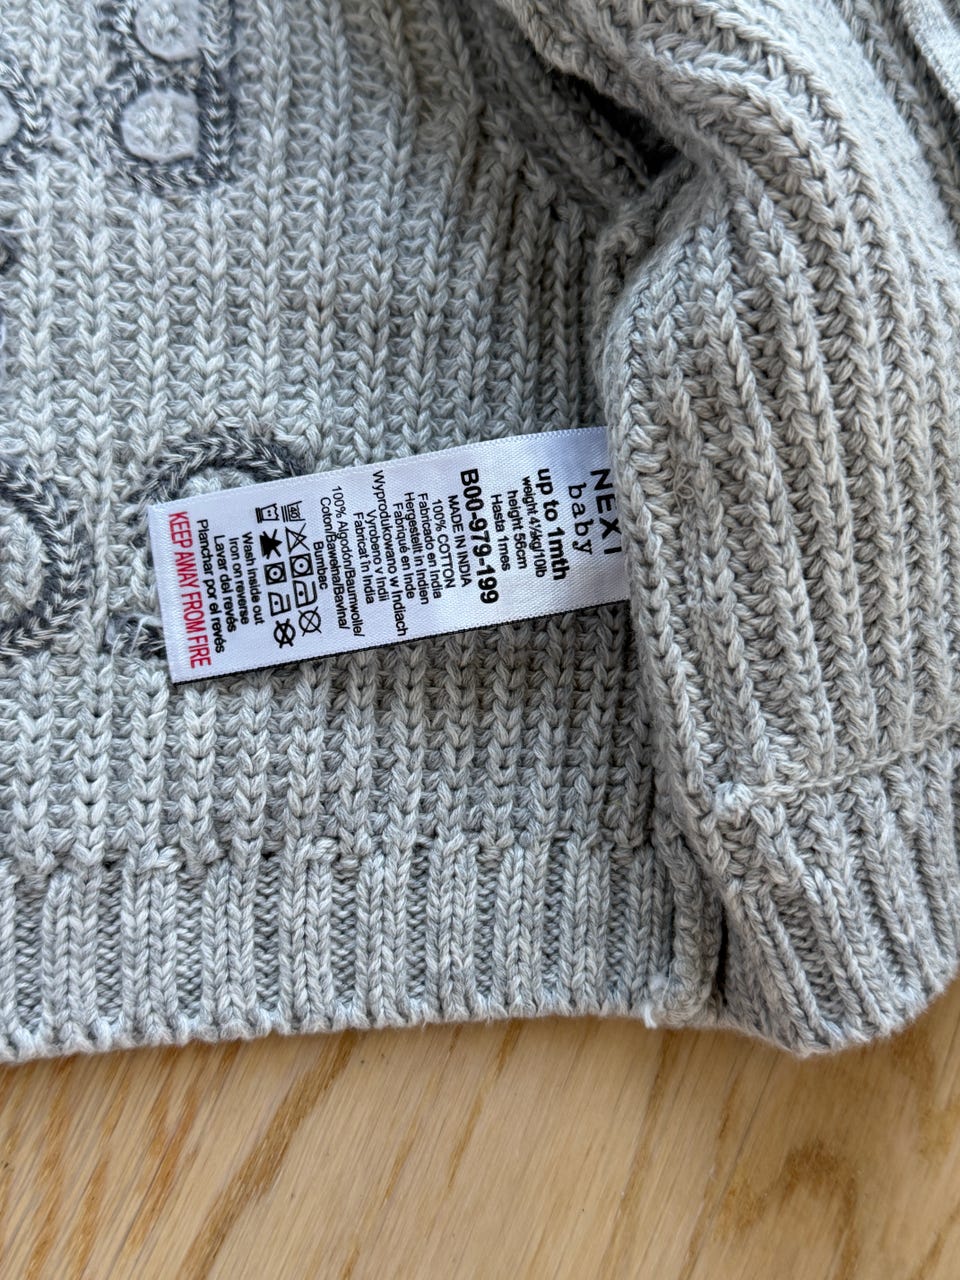 NEXT
baby
up to 1mth
weight 4½kg/10lb
height 56cm
Hasta 1mes
B00-979-199
MADE IN INDIA
100% COTTON
Fabricado en India
Hergestellt in Indien
Fabriqué en Inde
Wyprodukowano w Indiach
Vyrobeno v Indii
Fabricat în India
100% Algodón/Baumwolle/
Coton/Bawełna/Bavlna/
Bumbac
Wash inside out
Iron on reverse
Lavar del revés
Planchar por el revés
KEEP AWAY FROM FIRE